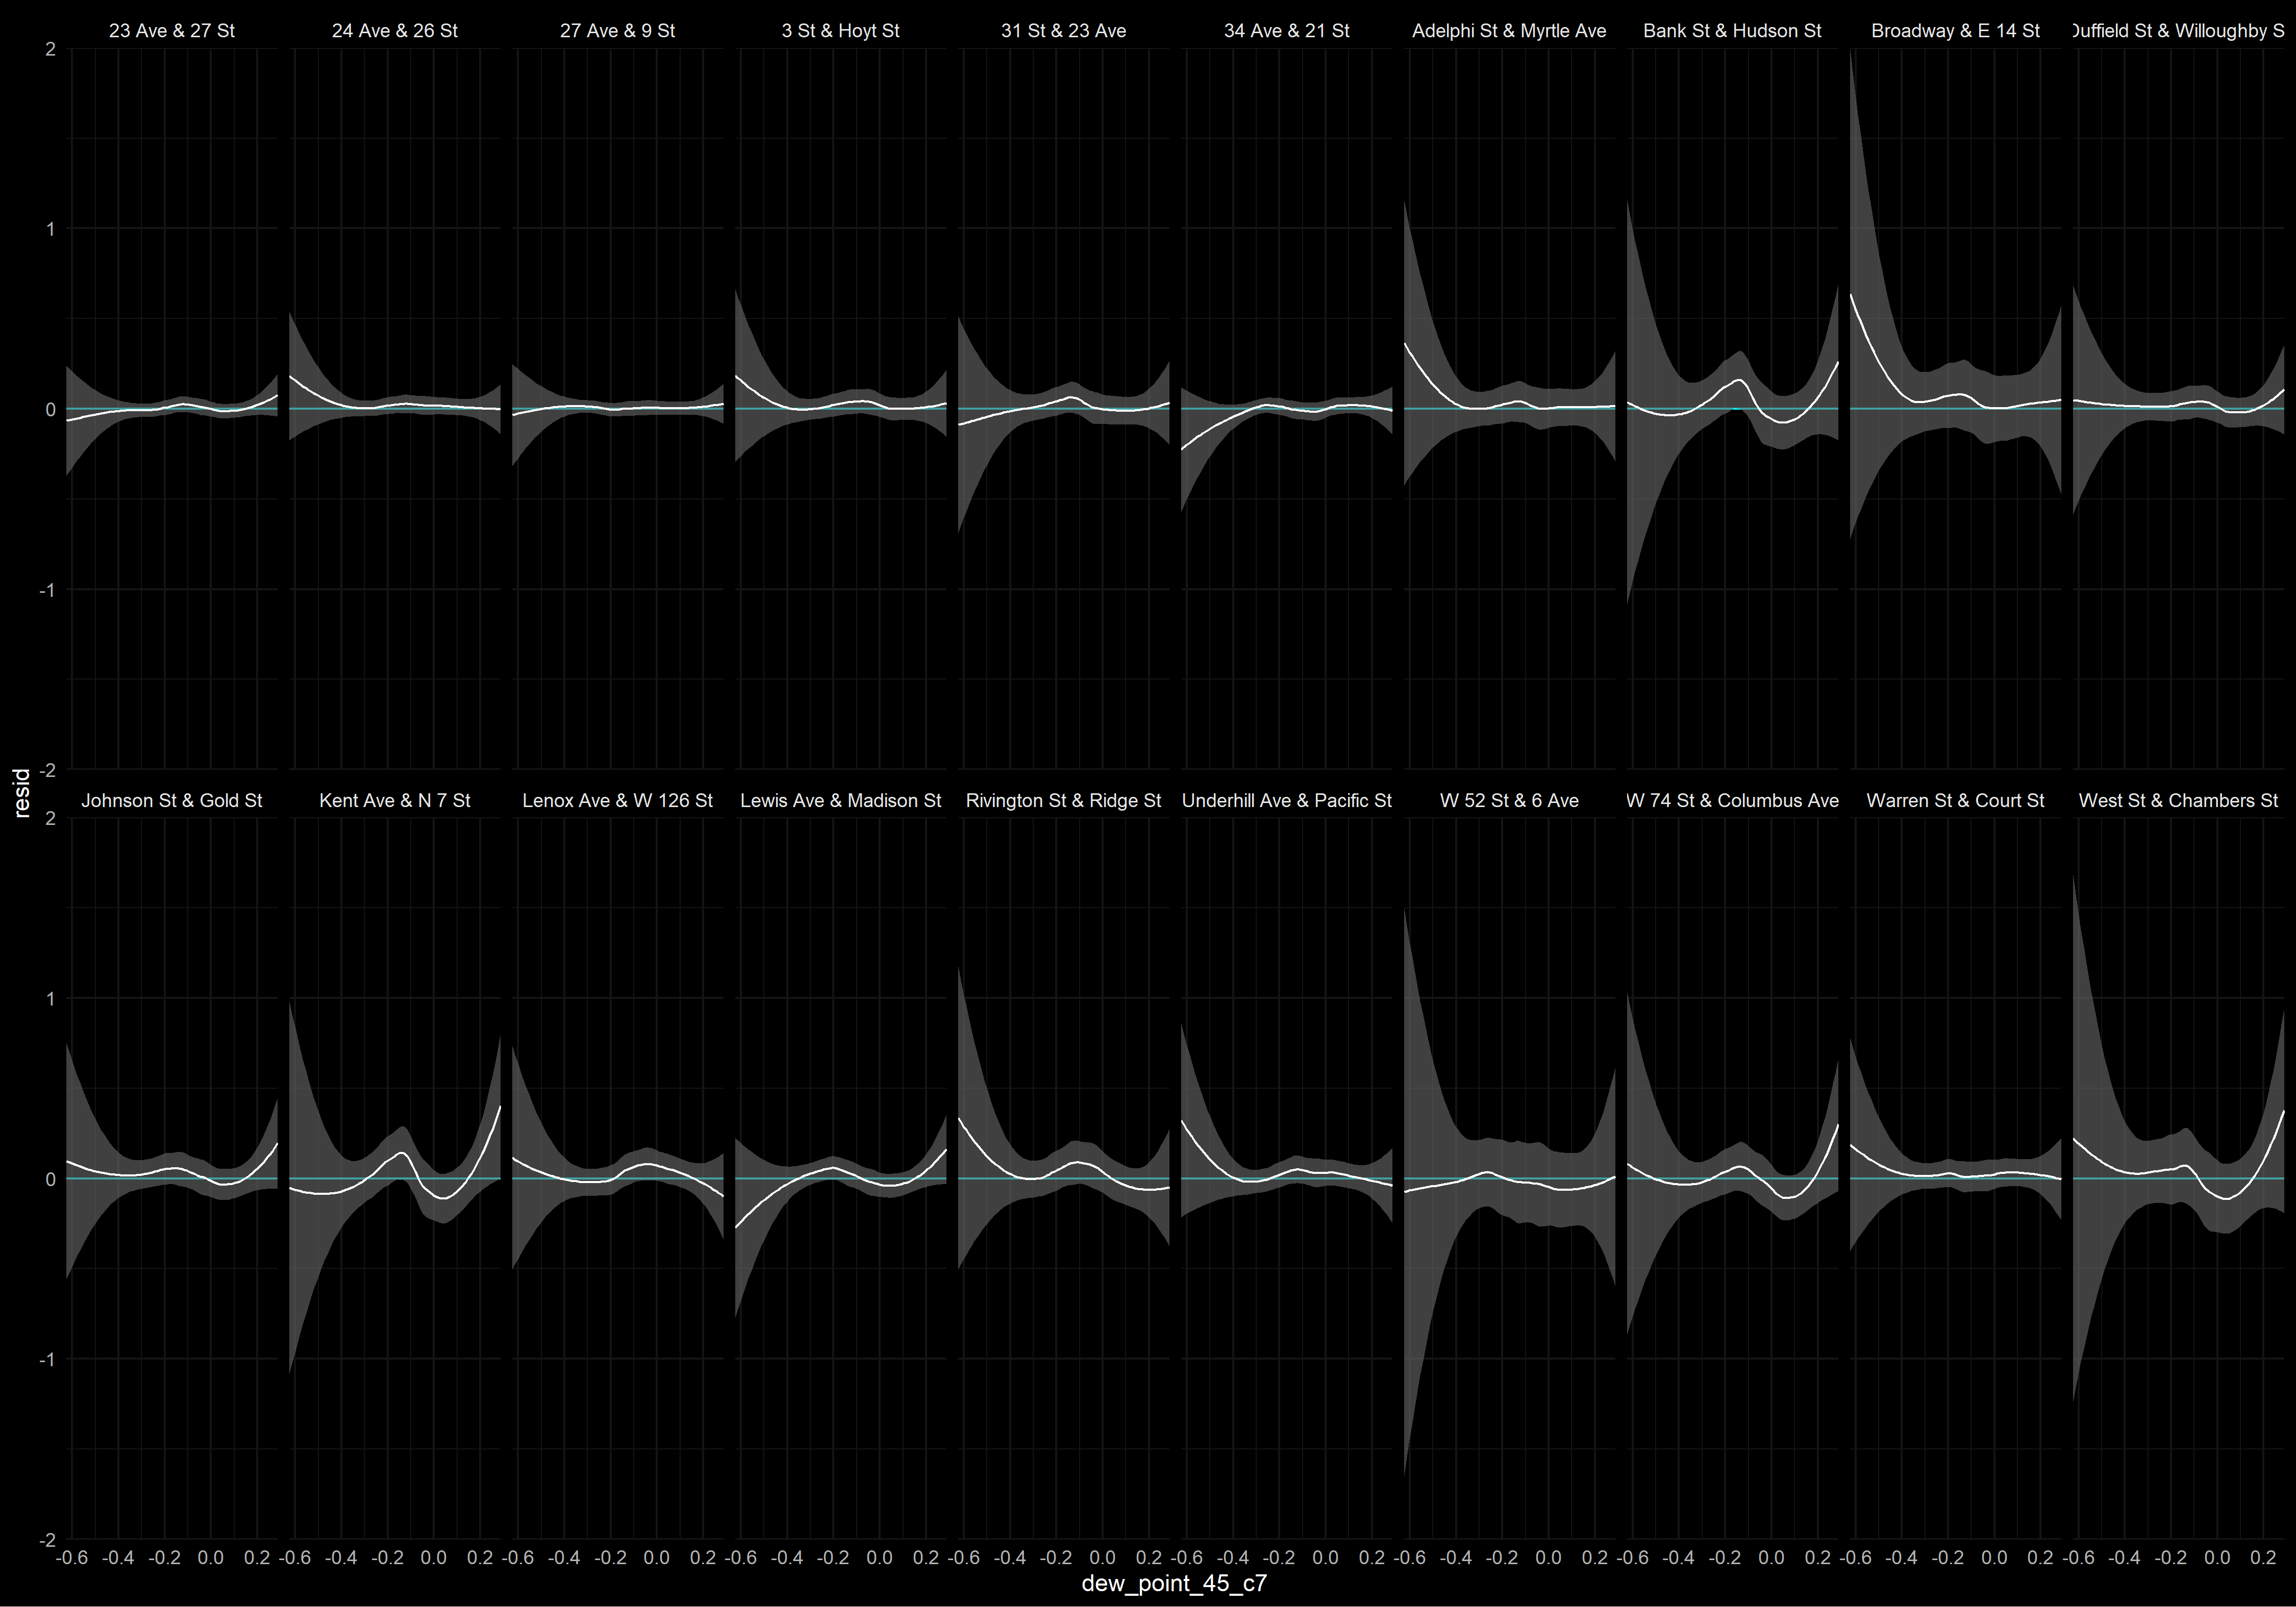 23 Ave & 27 St
24 Ave & 26 St
27 Ave & 9 St
3 St & Hoyt St
31 St & 23 Ave
34 Ave & 21 St
Adelphi St & Myrtle Ave
Bank St & Hudson St
Broadway & E 14 St
Duffield St & Willoughby S
2
1
0
-1
-2
resid
Johnson St & Gold St
Kent Ave & N 7 St
Lenox Ave & W 126 St
Lewis Ave & Madison St
Rivington St & Ridge St
Underhill Ave & Pacific St
W 52 St & 6 Ave
W 74 St & Columbus Ave
Warren St & Court St
West St & Chambers St
2
1
0
-1
-2
-0.6 -0.4 -0.2 0.0 0.2 -0.6 -0.4 -0.2 0.0 0.2 -0.6 -0.4 -0.2 0.0 0.2 -0.6 -0.4 -0.2 0.0 0.2 -0.6 -0.4 -0.2 0.0 0.2 -0.6 -0.4 -0.2 0.0 0.2 -0.6 -0.4 -0.2 0.0 0.2 -0.6 -0.4 -0.2 0.0 0.2 -0.6 -0.4 -0.2 0.0 0.2 -0.6 -0.4 -0.2 0.0 0.2
dew_point_45_c7